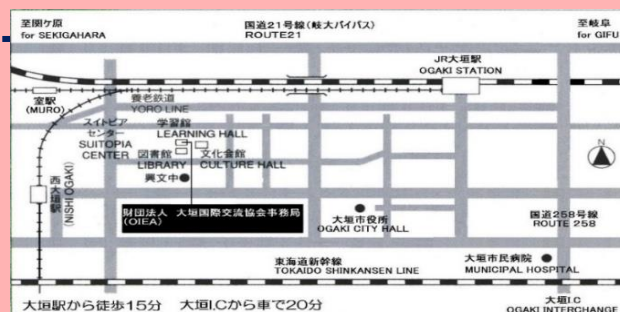 至関ケ原
for SEKIGAHARA
国道21号線(岐大バイパス)
ROUTE21
至岐阜
for GIFU
JR大垣駅
OGAKI STATION
室駅
(MURO)
養老鉄道
YORO LINE
スイトピア
センター
SUITOPIA
CENTER
学習館
LEARNING HALL
図書館
LIBRARY
文化会館
CULTURE HALL
興文中
N
西大垣駅
(NISHI OGAKI)
財団法人 大垣国際交流協会事務局
(OIEA)
大垣市役所
OGAKI CITY HALL
国道258号線
ROUTE 258
東海道新幹線
TOKAIDO SHINKANSEN LINE
大垣市民病院
MUNICIPAL HOSPITAL
大垣駅から徒歩15分 大垣I,Cから車で20分
大垣I.C
OGAKI INTERCHANGE